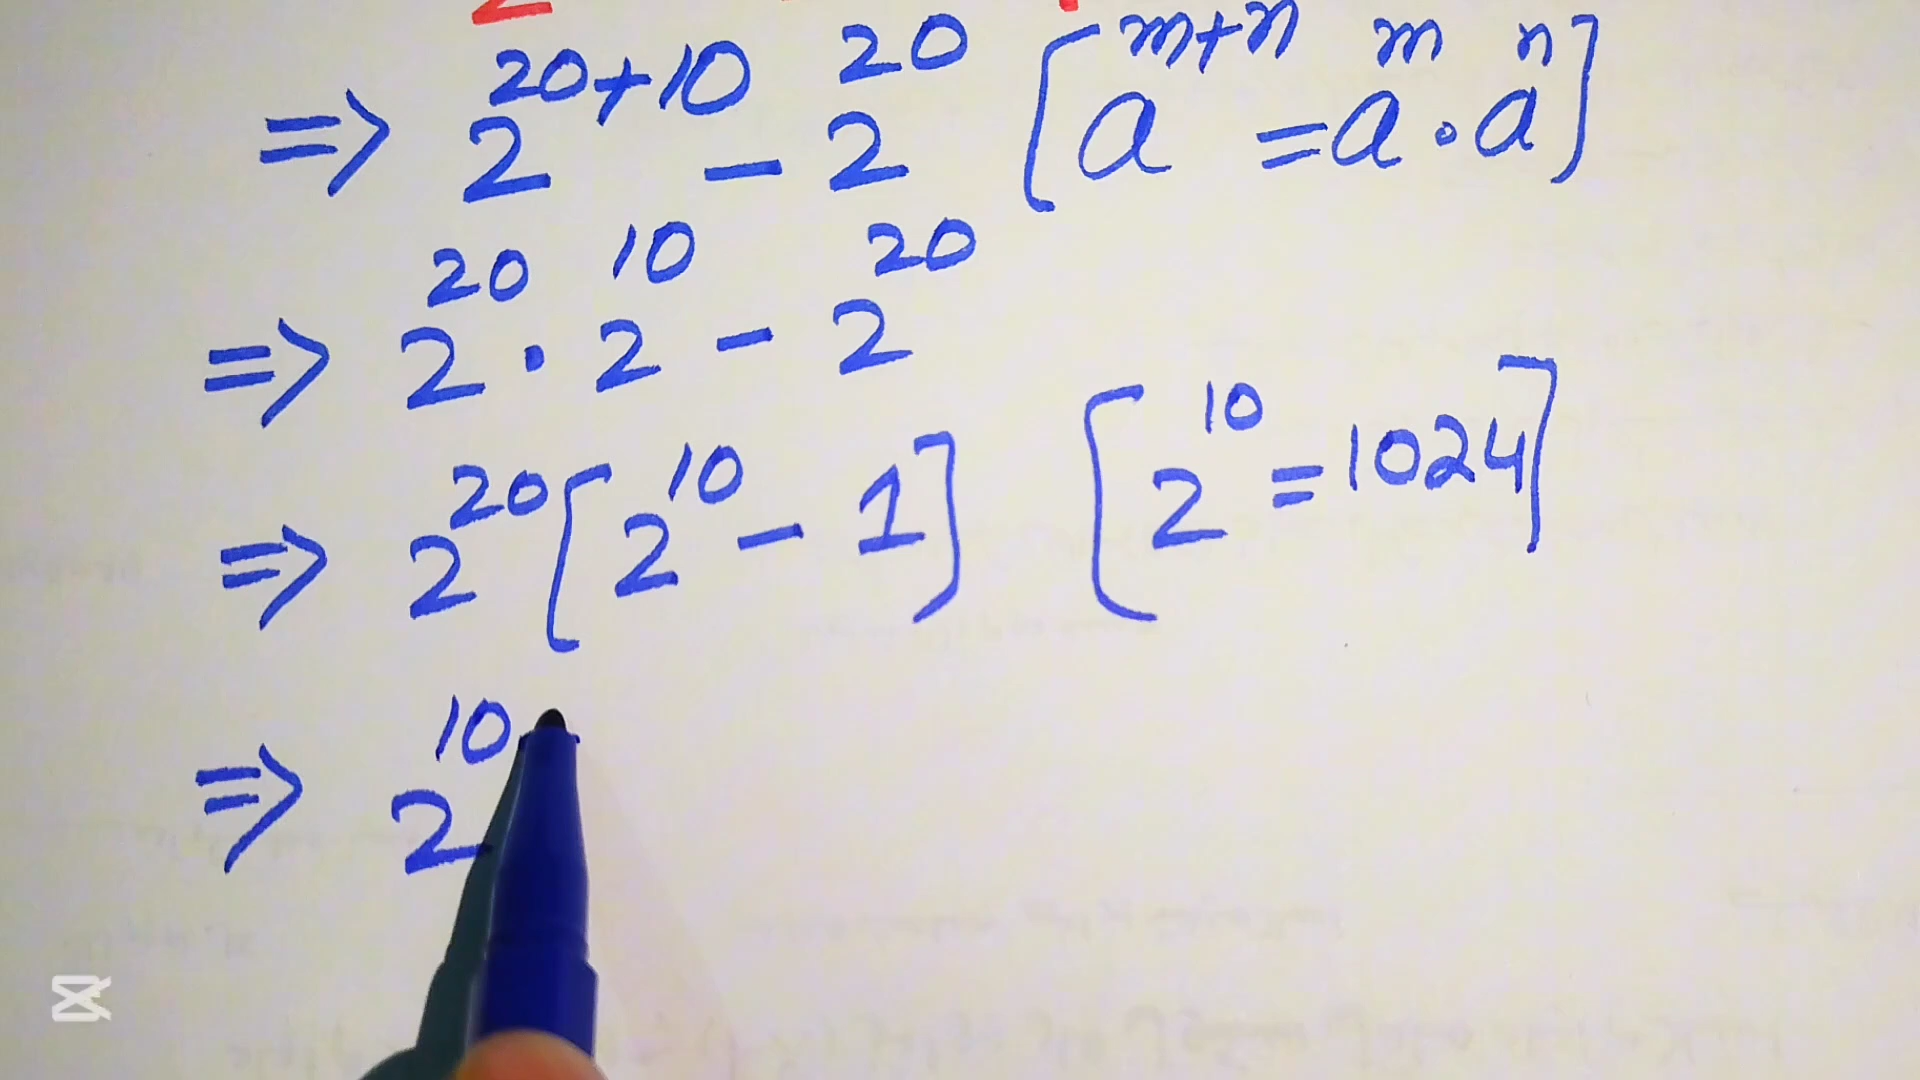 => 2^{20+10} - 2^{20} [a^{m+n} = a^m · a^n]
=> 2^{20} · 2^{10} - 2^{20}
=> 2^{20} [2^{10} - 1] [2^{10} = 1024]
=> 2^{10}